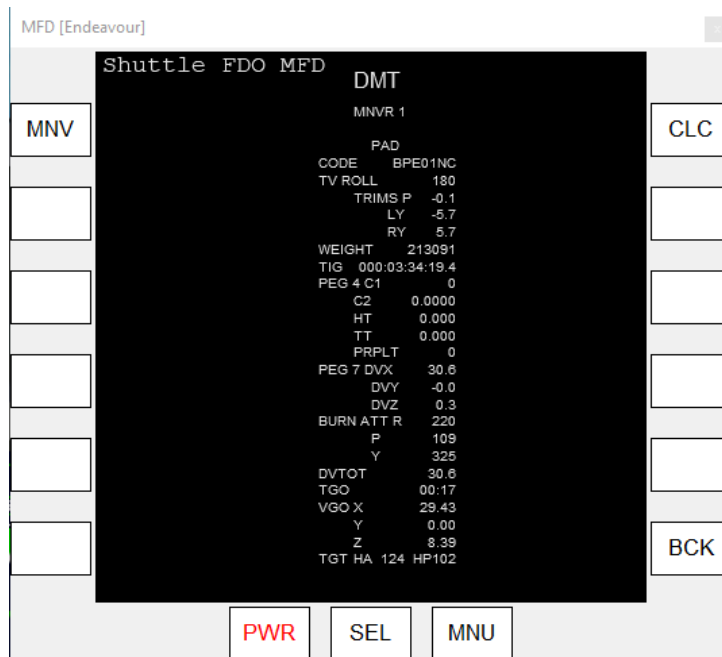 MFD [Endeavour]
x
Shuttle FDO MFD
DMT
MNVR 1
MNV
CLC
PAD
CODE BPE01NC
TV ROLL 180
TRIMS P -0.1
LY -5.7
RY 5.7
WEIGHT 213091
TIG 000:03:34:19.4
PEG 4 C1 0
C2 0.0000
HT 0.000
TT 0.000
PRPLT 0
PEG 7 DVX 30.6
DVY -0.0
DVZ 0.3
BURN ATT R 220
P 109
Y 325
DVTOT 30.6
TGO 00:17
VGO X 29.43
Y 0.00
Z 8.39
TGT HA 124 HP102
BCK
PWR SEL MNU